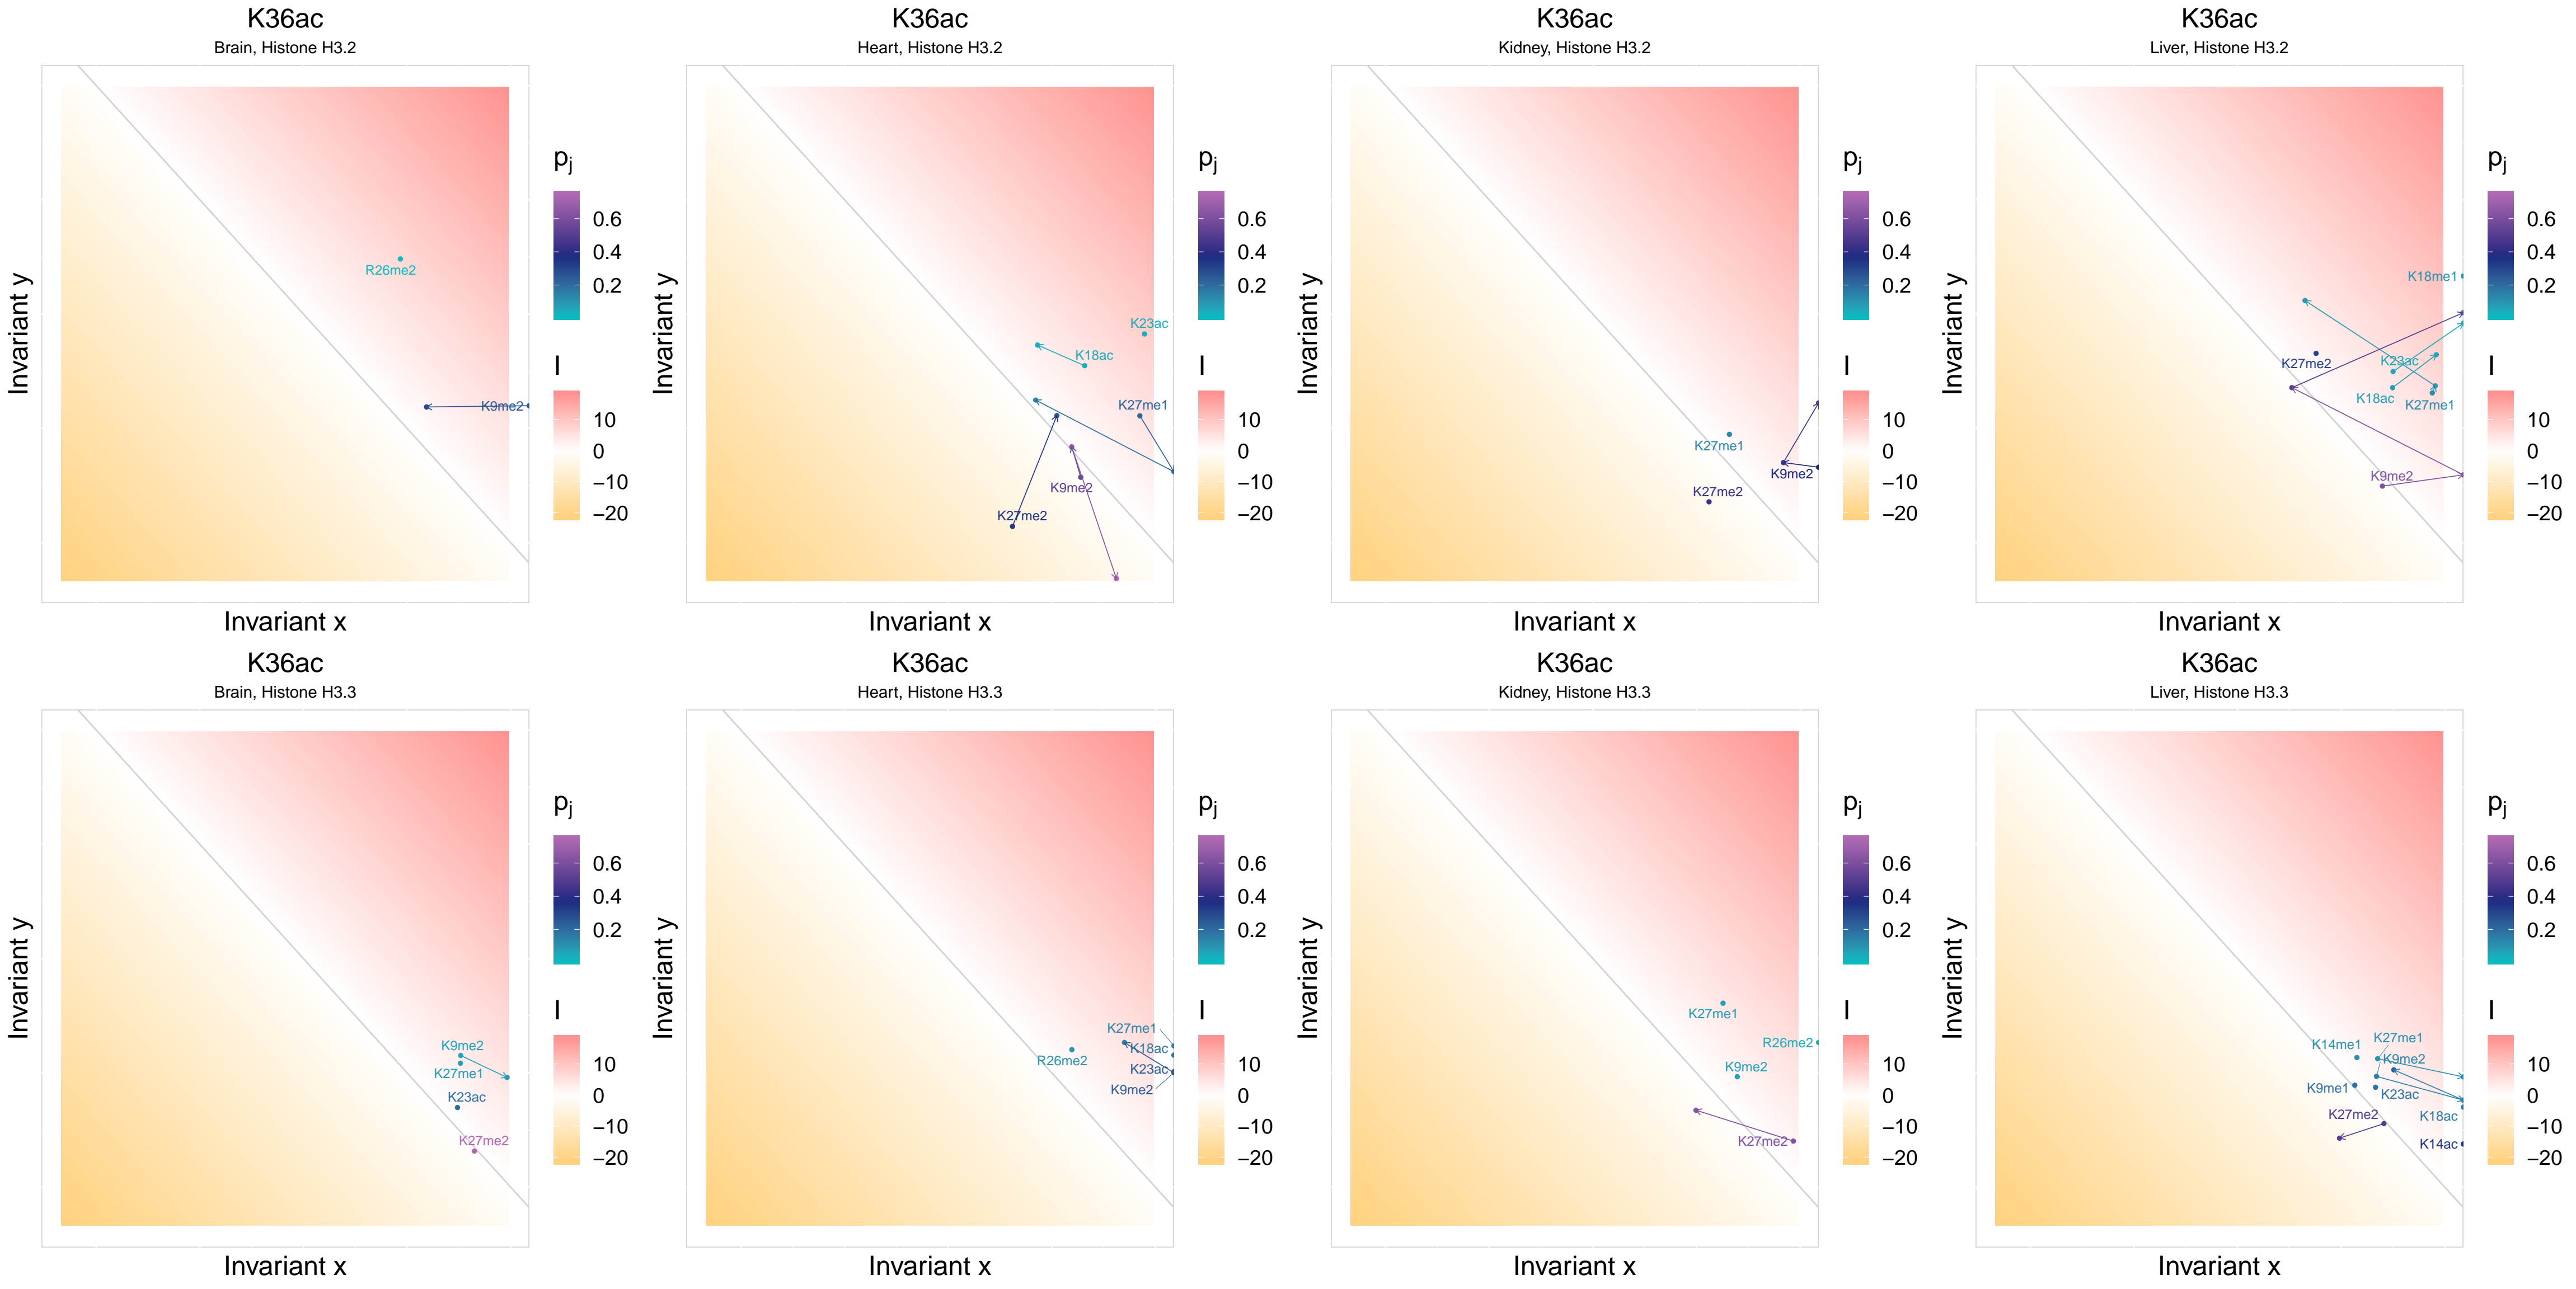 K36ac
Brain, Histone H3.2
Invariant y
R26me2
K9me2
Invariant x
pj
0.6
0.4
0.2
I
10
0
−10
−20
K36ac
Heart, Histone H3.2
Invariant y
K23ac
K18ac
K27me1
K9me2
K27me2
Invariant x
pj
0.6
0.4
0.2
I
10
0
−10
−20
K36ac
Kidney, Histone H3.2
Invariant y
K27me1
K9me2
K27me2
Invariant x
pj
0.6
0.4
0.2
I
10
0
−10
−20
K36ac
Liver, Histone H3.2
Invariant y
K18me1
K27me2
K23ac
K18ac
K27me1
K9me2
Invariant x
pj
0.6
0.4
0.2
I
10
0
−10
−20
K36ac
Brain, Histone H3.3
Invariant y
K9me2
K27me1
K23ac
K27me2
Invariant x
pj
0.6
0.4
0.2
I
10
0
−10
−20
K36ac
Heart, Histone H3.3
Invariant y
K27me1
K18ac
R26me2
K23ac
K9me2
Invariant x
pj
0.6
0.4
0.2
I
10
0
−10
−20
K36ac
Kidney, Histone H3.3
Invariant y
K27me1
R26me2
K9me2
K27me2
Invariant x
pj
0.6
0.4
0.2
I
10
0
−10
−20
K36ac
Liver, Histone H3.3
Invariant y
K27me1
K14me1
K9me2
K9me1
K23ac
K27me2
K18ac
K14ac
Invariant x
pj
0.6
0.4
0.2
I
10
0
−10
−20